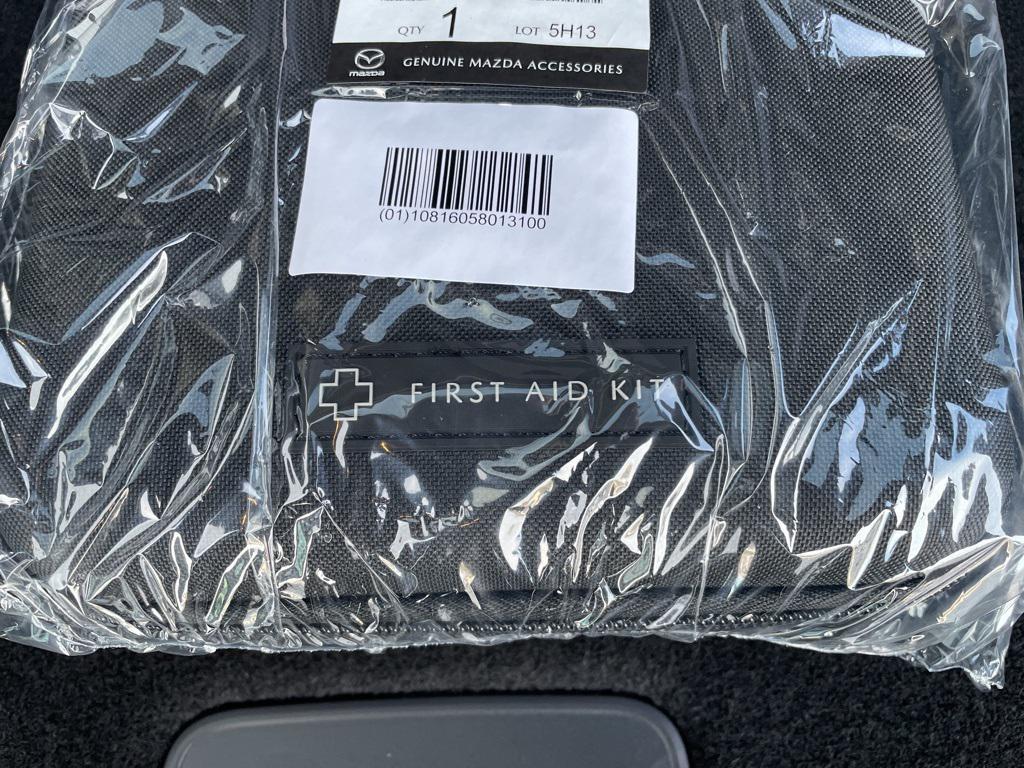 QTY 1 LOT 5H13
mazda GENUINE MAZDA ACCESSORIES
(01)10816058013100
FIRST AID KIT